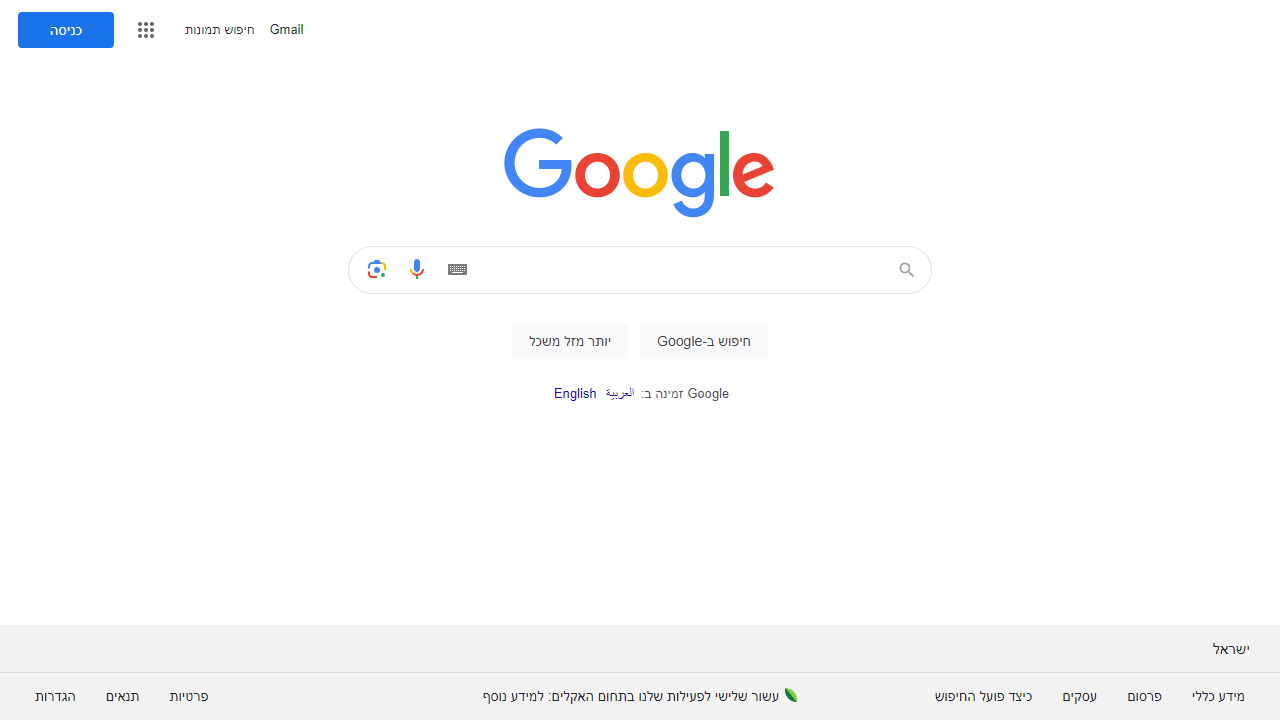 Gmail
חיפוש תמונות
כניסה
Google
חיפוש ב-Google
יותר מזל משכל
Google זמינה ב: العربية English
ישראל
מידע כללי
פרסום
עסקים
כיצד פועל החיפוש
עשור שלישי לפעילות שלנו בתחום האקלים: למידע נוסף
פרטיות
תנאים
הגדרות